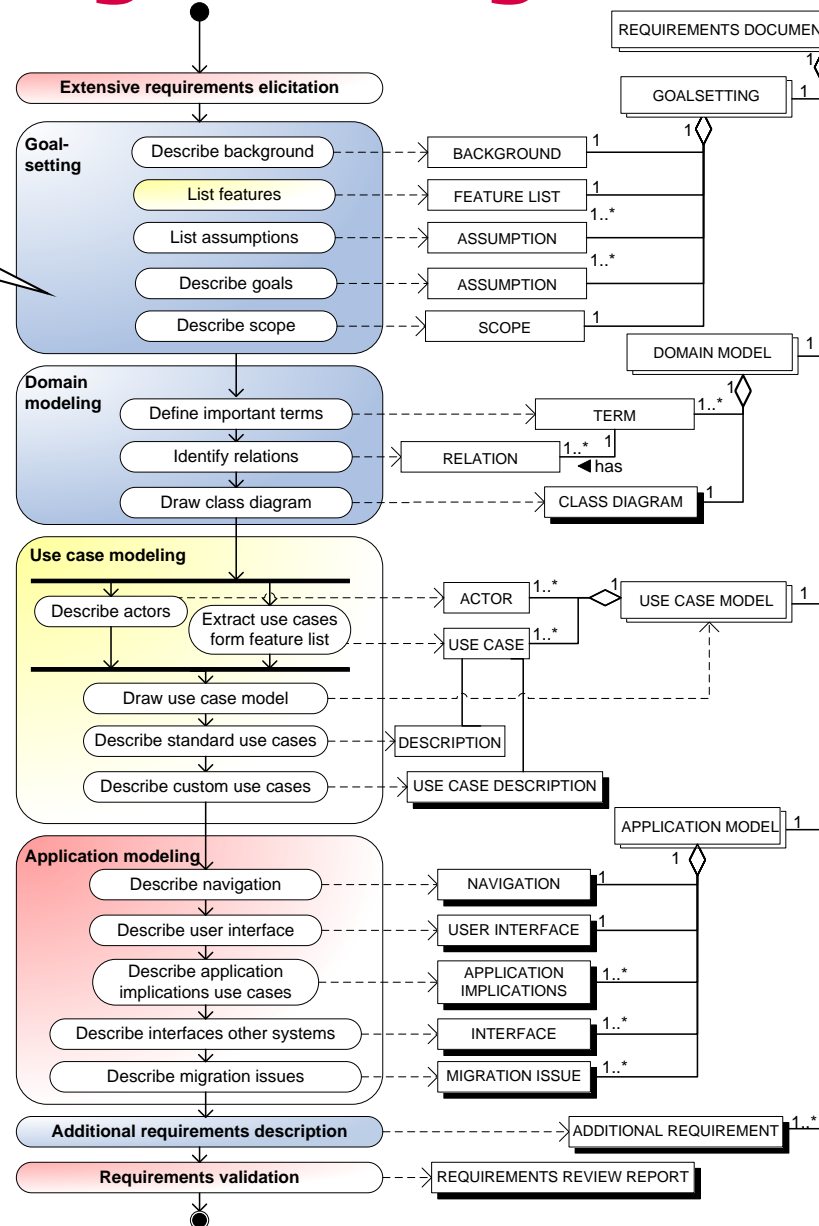 REQUIREMENTS DOCUMEN
1
Extensive requirements elicitation
GOALSETTING
1
1
Goal-
setting
Describe background
BACKGROUND
1
List features
FEATURE LIST
1
List assumptions
ASSUMPTION
1..*
Describe goals
ASSUMPTION
1..*
Describe scope
SCOPE
1
DOMAIN MODEL
1
1
Domain
modeling
Define important terms
TERM
1..*
1
Identify relations
RELATION
1..*
◄ has
Draw class diagram
CLASS DIAGRAM
1
Use case modeling
Describe actors
ACTOR
1..*
1
USE CASE MODEL
1
Extract use cases
form feature list
USE CASE
1..*
Draw use case model
Describe standard use cases
DESCRIPTION
Describe custom use cases
USE CASE DESCRIPTION
APPLICATION MODEL
1
1
Application modeling
Describe navigation
NAVIGATION
1
Describe user interface
USER INTERFACE
1
Describe application
implications use cases
APPLICATION
IMPLICATIONS
1..*
Describe interfaces other systems
INTERFACE
1..*
Describe migration issues
MIGRATION ISSUE
1..*
Additional requirements description
ADDITIONAL REQUIREMENT
1..*
Requirements validation
REQUIREMENTS REVIEW REPORT